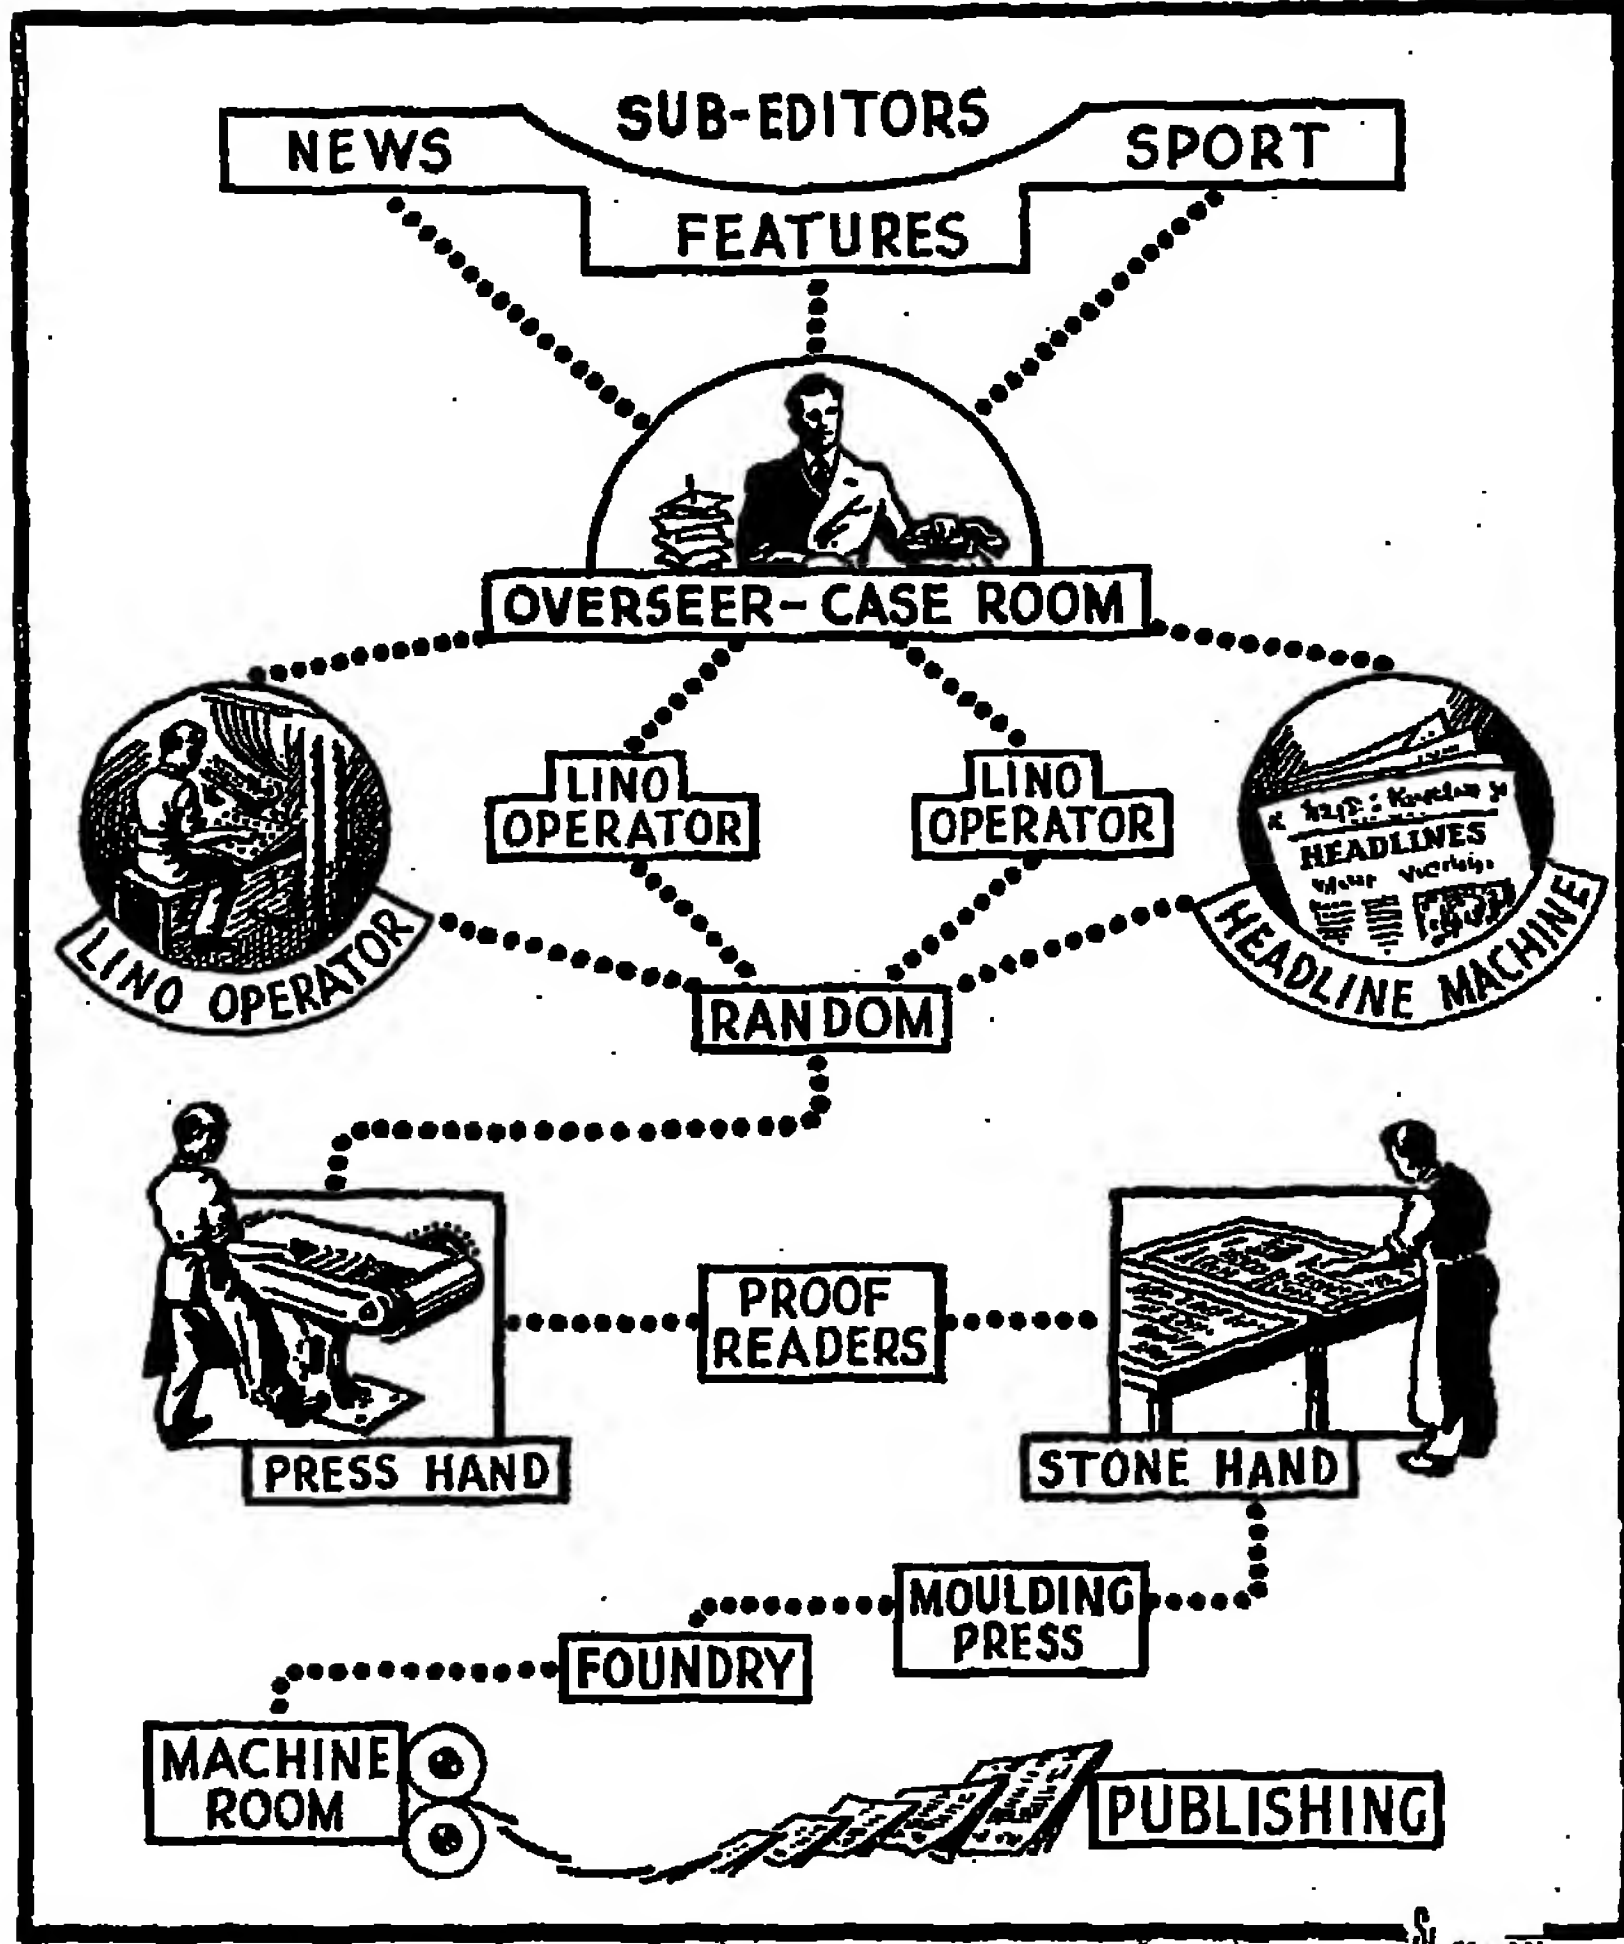 SUB-EDITORS
NEWS
SPORT
FEATURES
OVERSEER - CASE ROOM
LINO
OPERATOR
LINO
OPERATOR
HEADLINES
LINO OPERATOR
HEADLINE MACHINE
RANDOM
PROOF
READERS
PRESS HAND
STONE HAND
MOULDING
PRESS
FOUNDRY
MACHINE
ROOM
PUBLISHING